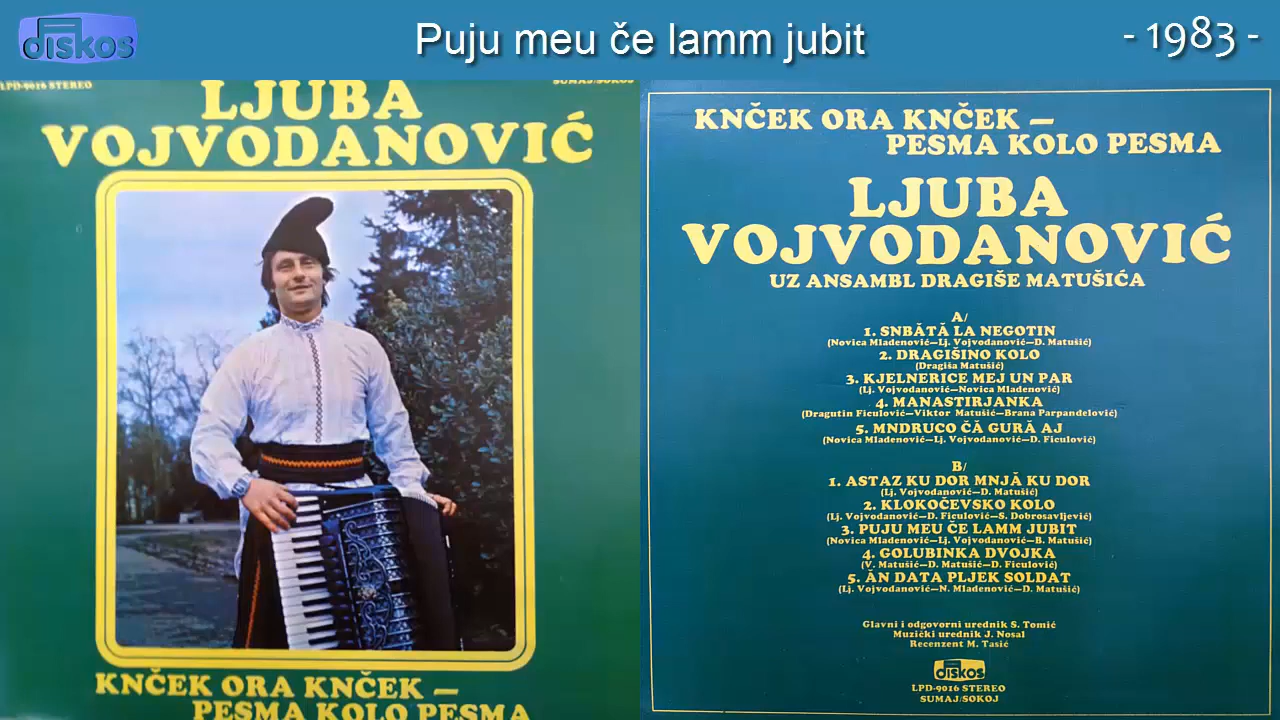 diskos
Puju meu če lamm jubit
- 1983 -
LPD-9016 STEREO
SUMAJ/SOKOJ
LJUBA
VOJVODANOVIĆ
KNČEK ORA KNČEK —
PESMA KOLO PESMA
KNČEK ORA KNČEK —
PESMA KOLO PESMA
LJUBA
VOJVODANOVIĆ
UZ ANSAMBL DRAGIŠE MATUŠIĆA
A/
1. SNBĂTĂ LA NEGOTIN
(Novica Mladenović—Lj. Vojvodanović—D. Matušić)
2. DRAGIŠINO KOLO
(Dragiša Matušić)
3. KJELNERICE MEJ UN PAR
(Lj. Vojvodanović—Novica Mladenović)
4. MANASTIRJANKA
(Dragutin Ficulović—Viktor Matušić—Brana Parpanđelović)
5. MNDRUCO ČĂ GURĂ AJ
(Novica Mladenović—Lj. Vojvodanović—D. Ficulović)
B/
1. ASTAZ KU DOR MNJĂ KU DOR
(Lj. Vojvodanović—D. Matušić)
2. KLOKOČEVSKO KOLO
(Lj. Vojvodanović—D. Ficulović—S. Dobrosavljević)
3. PUJU MEU ČE LAMM JUBIT
(Novica Mladenović—Lj. Vojvodanović—B. Matušić)
4. GOLUBINKA DVOJKA
(V. Matušić—D. Matušić—D. Ficulović)
5. ĂN DATA PLJEK SOLDAT
(Lj. Vojvodanović—N. Mladenović—D. Matušić)
Glavni i odgovorni urednik S. Tomić
Muzički urednik J. Nosal
Recenzent M. Tasić
diskos
LPD-9016 STEREO
SUMAJ/SOKOJ